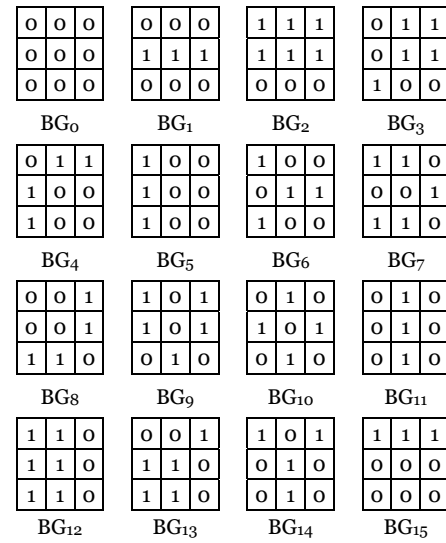 0 0 0 0 0 0 1 1 1 0 1 1
0 0 0 1 1 1 1 1 1 0 1 1
0 0 0 0 0 0 0 0 0 1 0 0
BG0 BG1 BG2 BG3
0 1 1 1 0 0 1 0 0 1 1 0
1 0 0 1 0 0 0 1 1 0 0 1
1 0 0 1 0 0 1 0 0 1 1 0
BG4 BG5 BG6 BG7
0 0 1 1 0 1 0 1 0 0 1 0
0 0 1 1 0 1 1 0 1 0 1 0
1 1 0 0 1 0 0 1 0 0 1 0
BG8 BG9 BG10 BG11
1 1 0 0 0 1 1 0 1 1 1 1
1 1 0 1 1 0 0 1 0 0 0 0
1 1 0 1 1 0 0 1 0 0 0 0
BG12 BG13 BG14 BG15